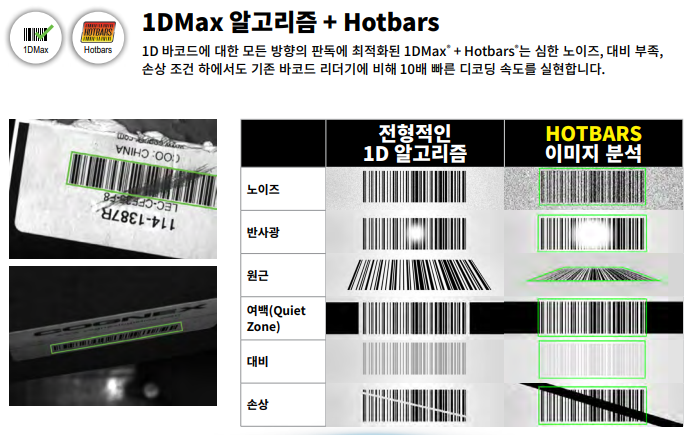 1DMax
Hotbars
1DMax 알고리즘 + Hotbars
1D 바코드에 대한 모든 방향의 판독에 최적화된 1DMax® + Hotbars®는 심한 노이즈, 대비 부족,
손상 조건 하에서도 기존 바코드 리더기에 비해 10배 빠른 디코딩 속도를 실현합니다.
COO: CHINA
LEC-CFE38-F8
114-1387R
COGNEX
전형적인
1D 알고리즘
HOTBARS
이미지 분석
노이즈
반사광
원근
여백(Quiet
Zone)
대비
손상